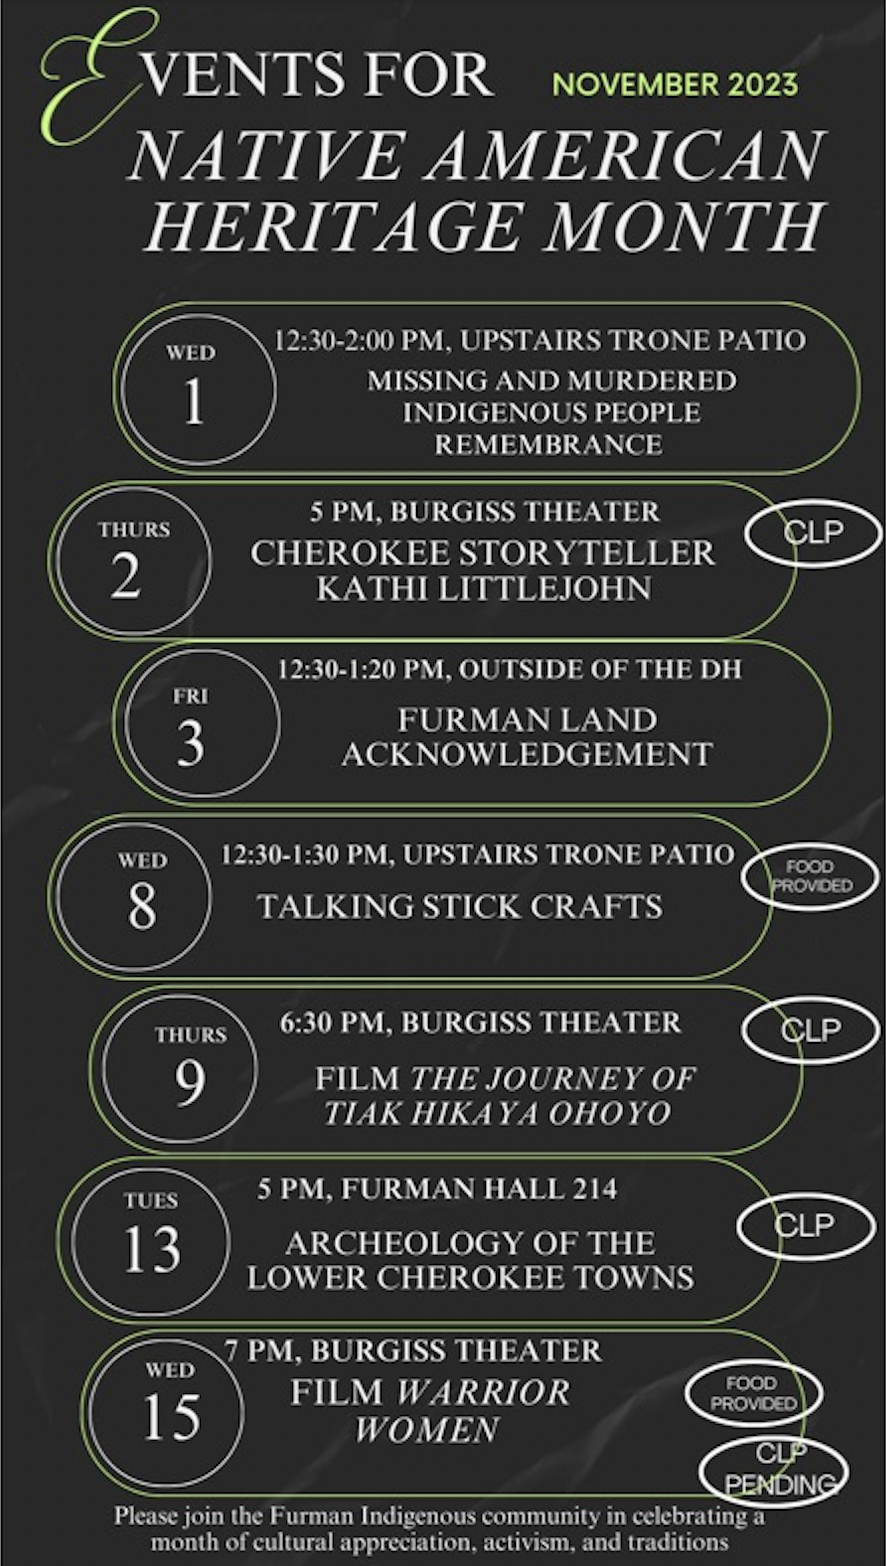 EVENTS FOR NOVEMBER 2023
NATIVE AMERICAN
HERITAGE MONTH
WED
1
12:30-2:00 PM, UPSTAIRS TRONE PATIO
MISSING AND MURDERED
INDIGENOUS PEOPLE
REMEMBRANCE
THURS
2
5 PM, BURGISS THEATER
CHEROKEE STORYTELLER
KATHI LITTLEJOHN
CLP
FRI
3
12:30-1:20 PM, OUTSIDE OF THE DH
FURMAN LAND
ACKNOWLEDGEMENT
WED
8
12:30-1:30 PM, UPSTAIRS TRONE PATIO
TALKING STICK CRAFTS
FOOD
PROVIDED
THURS
9
6:30 PM, BURGISS THEATER
FILM THE JOURNEY OF
TIAK HIKAYA OHOYO
CLP
TUES
13
5 PM, FURMAN HALL 214
ARCHEOLOGY OF THE
LOWER CHEROKEE TOWNS
CLP
WED
15
7 PM, BURGISS THEATER
FILM WARRIOR
WOMEN
FOOD
PROVIDED
CLP
PENDING
Please join the Furman Indigenous community in celebrating a
month of cultural appreciation, activism, and traditions